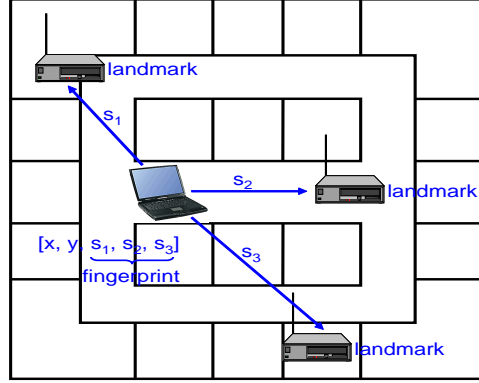 landmark
s1
s2
landmark
[x, y, s1, s2, s3]
fingerprint
s3
landmark